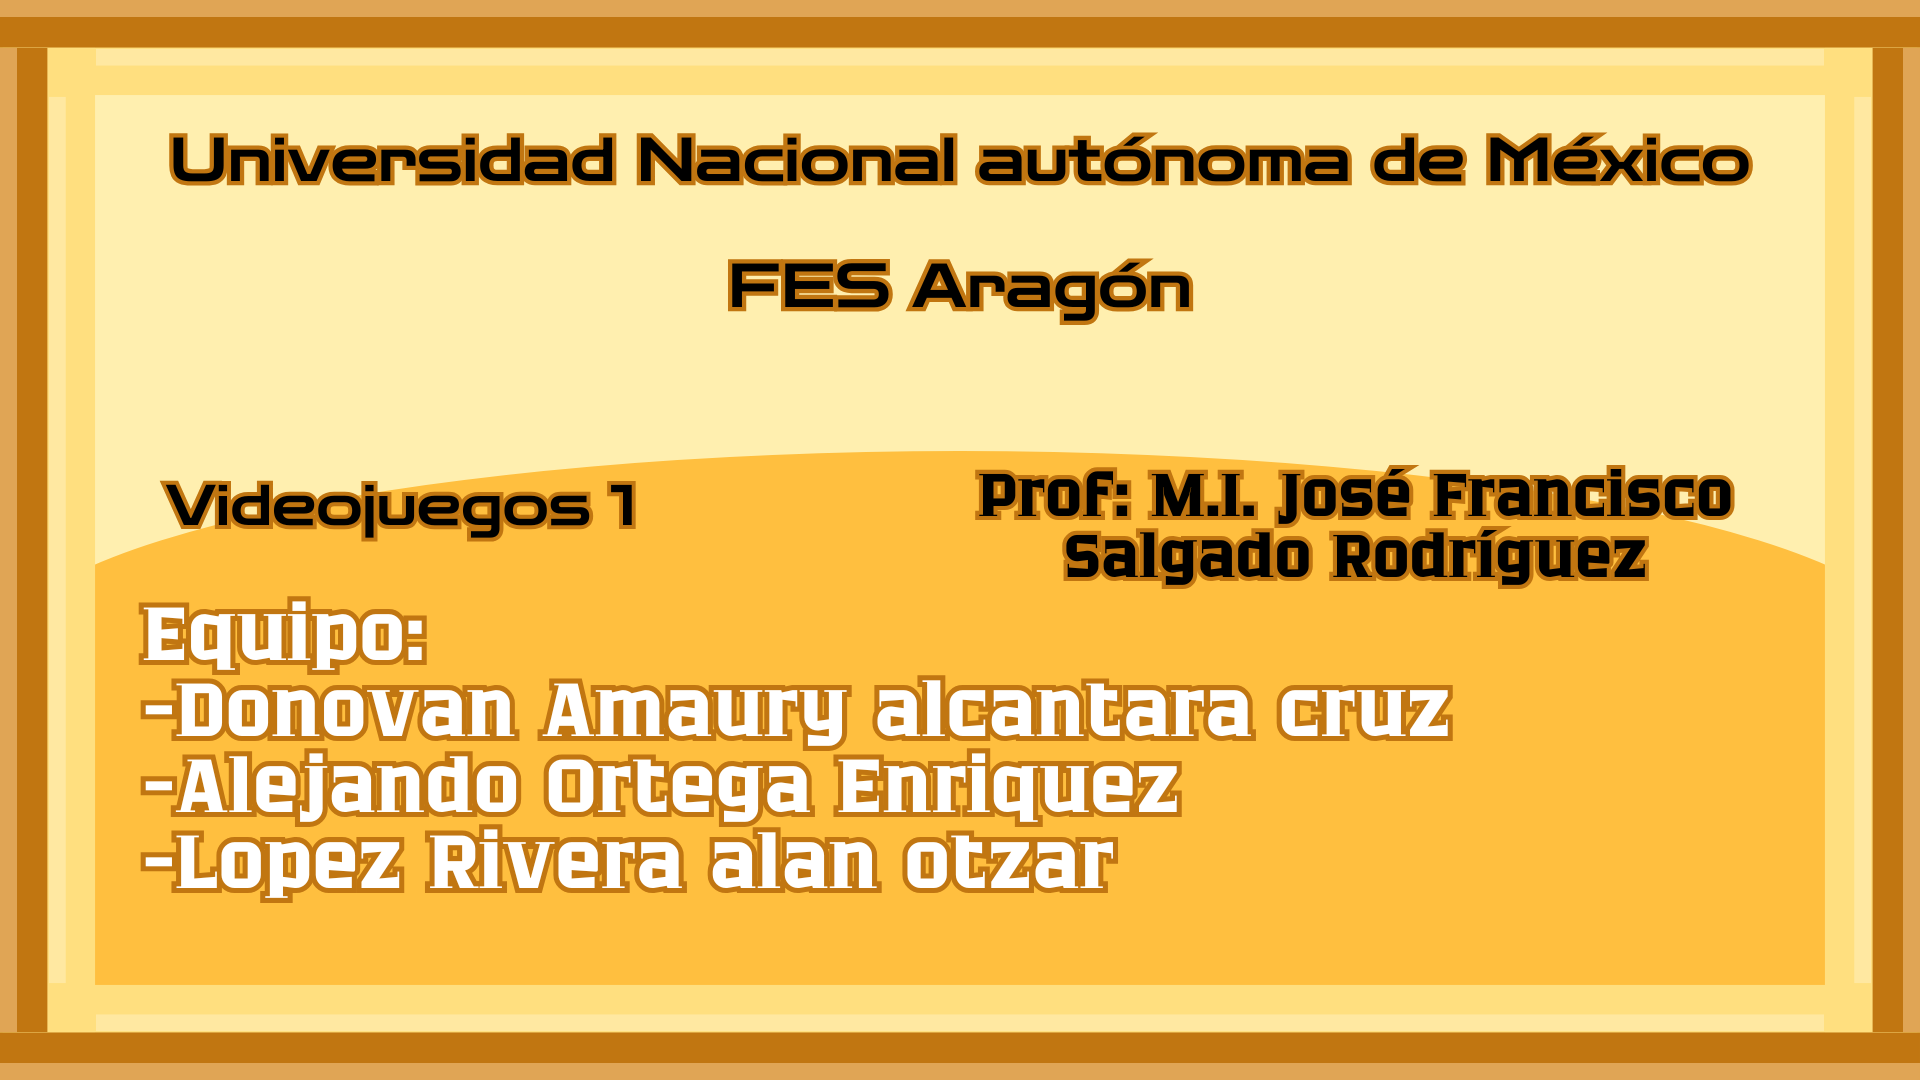 Universidad Nacional autónoma de México
FES Aragón
Videojuegos 1
Prof: M.I. José Francisco
Salgado Rodríguez
Equipo:
-Donovan Amaury alcantara cruz
-Alejando Ortega Enriquez
-Lopez Rivera alan otzar